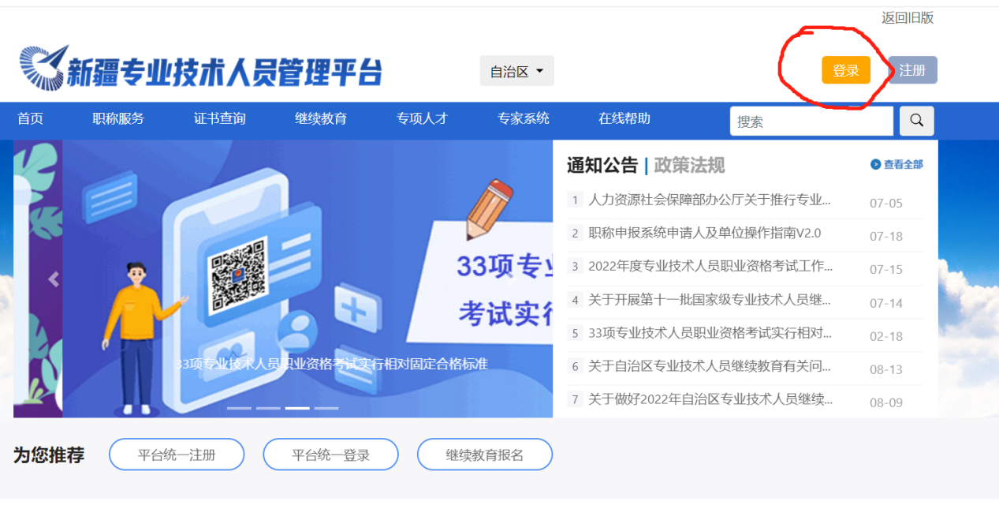 返回旧版
新疆专业技术人员管理平台
自治区
登录
注册
首页 职称服务 证书查询 继续教育 专项人才 专家系统 在线帮助
搜索
33项专业
考试实行
33项专业技术人员职业资格考试实行相对固定合格标准
通知公告 | 政策法规
查看全部
1 人力资源社会保障部办公厅关于推行专业... 07-05
2 职称申报系统申请人及单位操作指南V2.0 07-18
3 2022年度专业技术人员职业资格考试工作... 07-15
4 关于开展第十一批国家级专业技术人员继... 07-14
5 33项专业技术人员职业资格考试实行相对... 02-18
6 关于自治区专业技术人员继续教育有关问... 08-13
7 关于做好2022年自治区专业技术人员继续... 08-09
为您推荐
平台统一注册
平台统一登录
继续教育报名